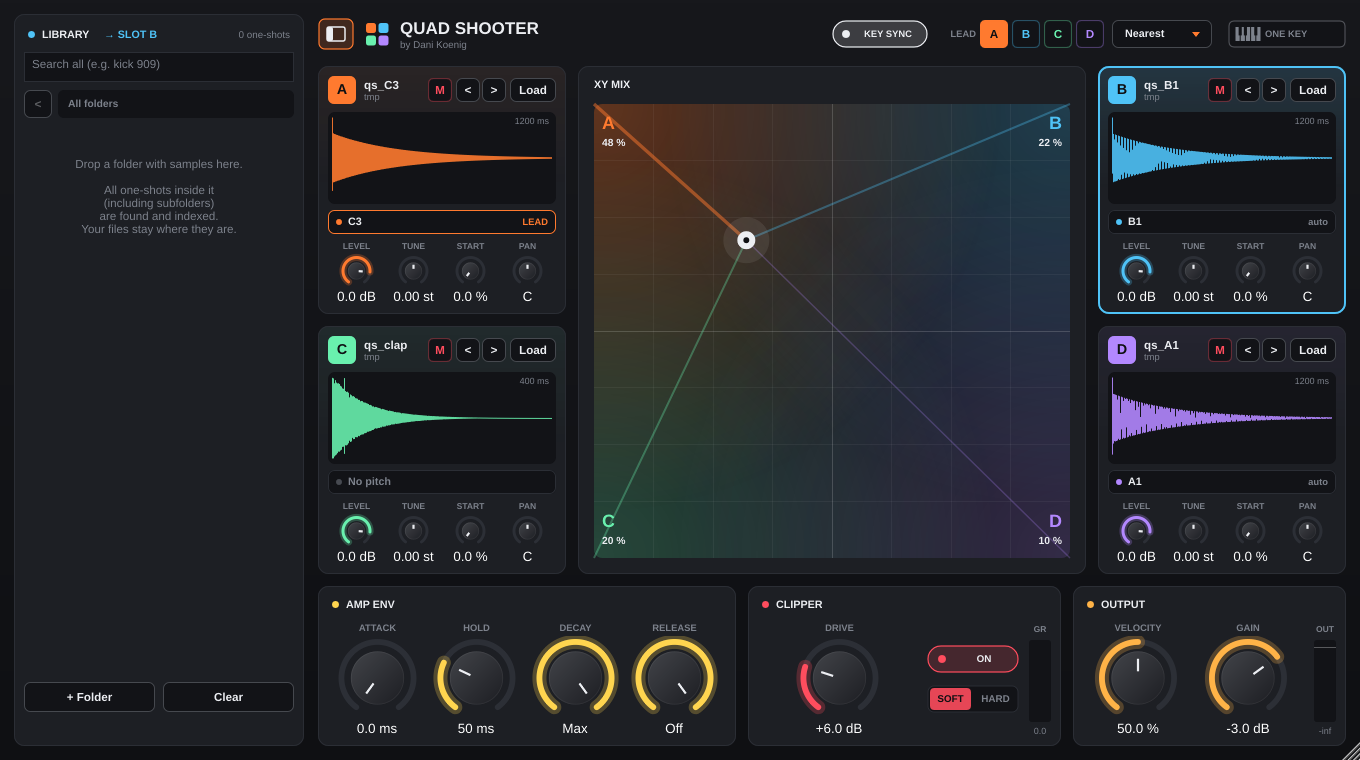 LIBRARY → SLOT B 0 one-shots
Search all (e.g. kick 909)
< All folders
Drop a folder with samples here.
All one-shots inside it
(including subfolders)
are found and indexed.
Your files stay where they are.
+ Folder Clear
QUAD SHOOTER
by Dani Koenig
KEY SYNC LEAD A B C D Nearest ONE KEY
A qs_C3 M < > Load
tmp
1200 ms
C3 LEAD
LEVEL TUNE START PAN
0.0 dB 0.00 st 0.0 % C
C qs_clap M < > Load
tmp
400 ms
No pitch
LEVEL TUNE START PAN
0.0 dB 0.00 st 0.0 % C
XY MIX
A B
48 % 22 %
C D
20 % 10 %
B qs_B1 M < > Load
tmp
1200 ms
B1 auto
LEVEL TUNE START PAN
0.0 dB 0.00 st 0.0 % C
D qs_A1 M < > Load
tmp
1200 ms
A1 auto
LEVEL TUNE START PAN
0.0 dB 0.00 st 0.0 % C
AMP ENV
ATTACK HOLD DECAY RELEASE
0.0 ms 50 ms Max Off
CLIPPER
DRIVE GR
ON
SOFT HARD
+6.0 dB 0.0
OUTPUT
VELOCITY GAIN OUT
50.0 % -3.0 dB -inf